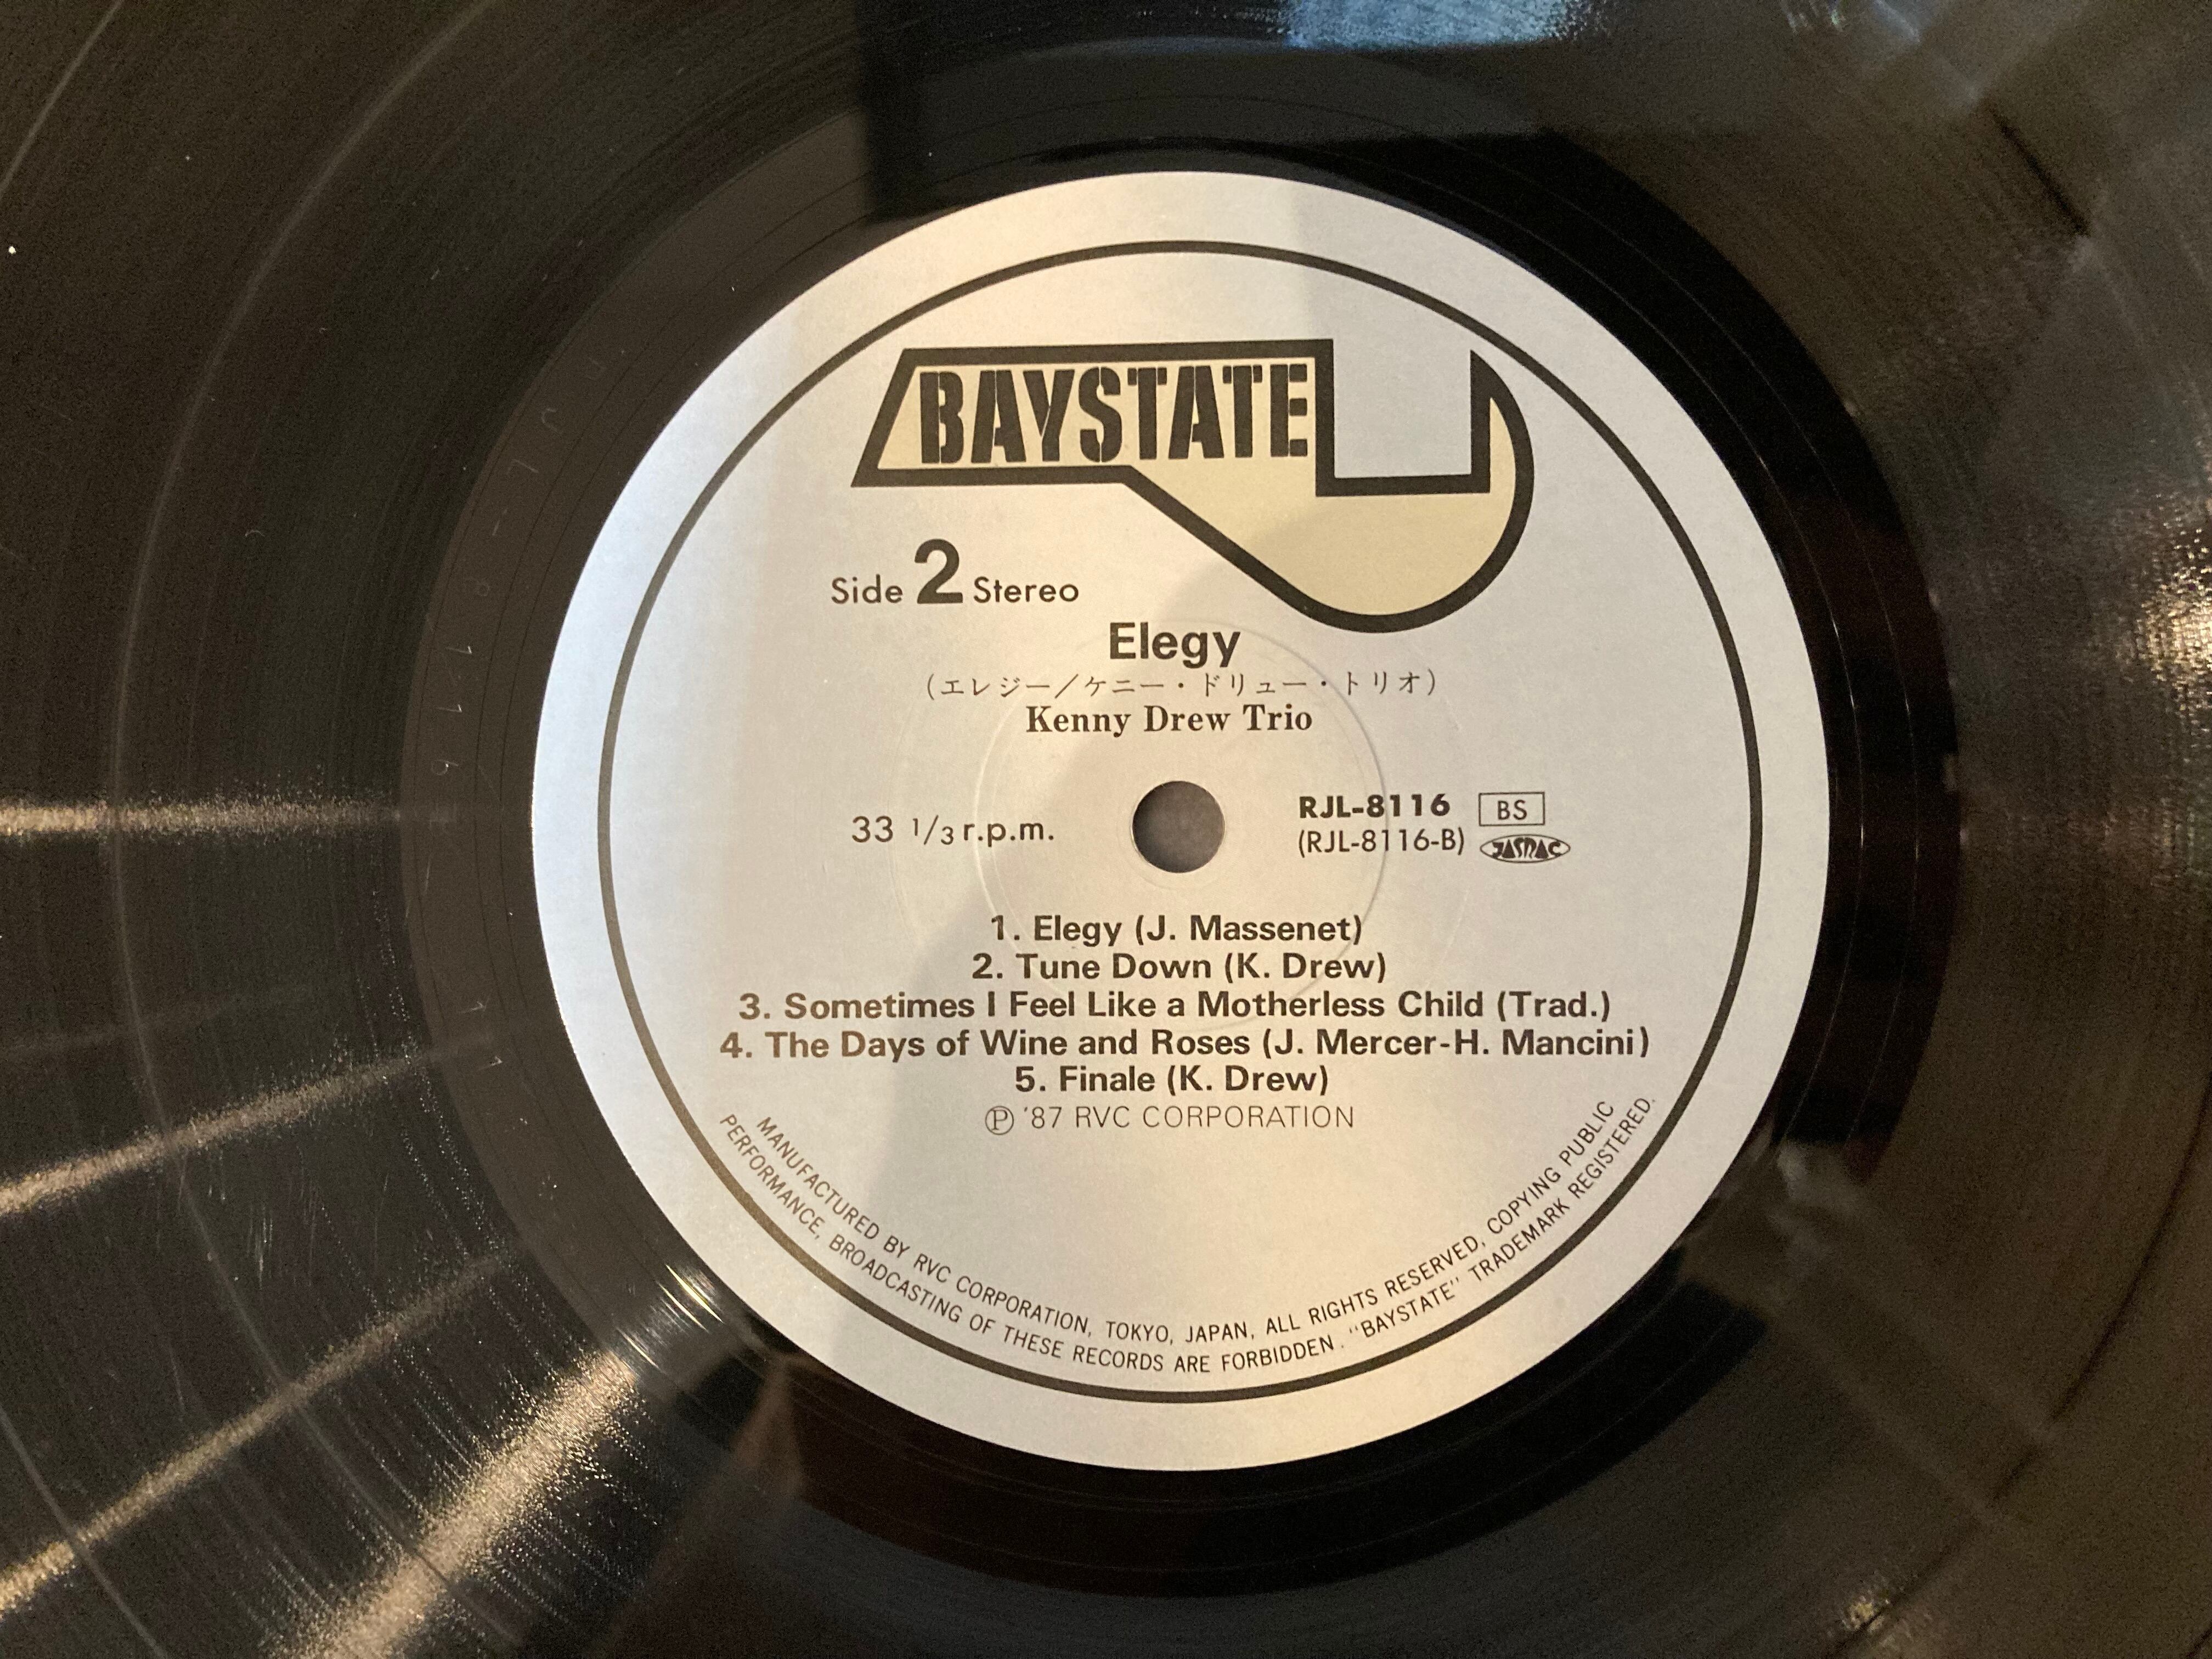 BAYSTATE
Side 2 Stereo
Elegy
(エレジー／ケニー・ドリュー・トリオ)
Kenny Drew Trio
33 1/3 r.p.m.
RJL-8116 BS
(RJL-8116-B) JASRAC
1. Elegy (J. Massenet)
2. Tune Down (K. Drew)
3. Sometimes I Feel Like a Motherless Child (Trad.)
4. The Days of Wine and Roses (J. Mercer-H. Mancini)
5. Finale (K. Drew)
Ⓟ '87 RVC CORPORATION
MANUFACTURED BY RVC CORPORATION, TOKYO, JAPAN, ALL RIGHTS RESERVED, COPYING PUBLIC
PERFORMANCE, BROADCASTING OF THESE RECORDS ARE FORBIDDEN. "BAYSTATE" TRADEMARK REGISTERED.